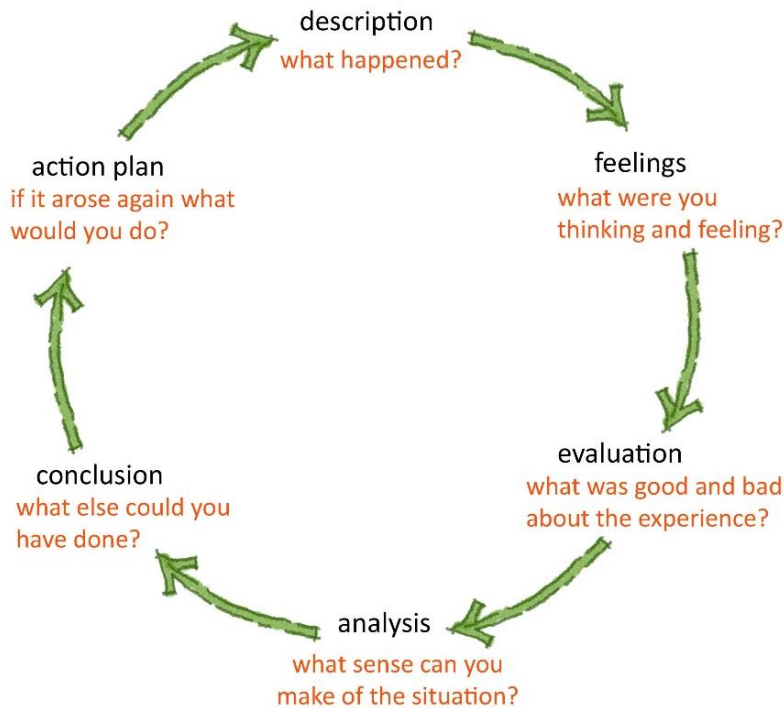 description
what happened?
feelings
what were you
thinking and feeling?
evaluation
what was good and bad
about the experience?
analysis
what sense can you
make of the situation?
conclusion
what else could you
have done?
action plan
if it arose again what
would you do?